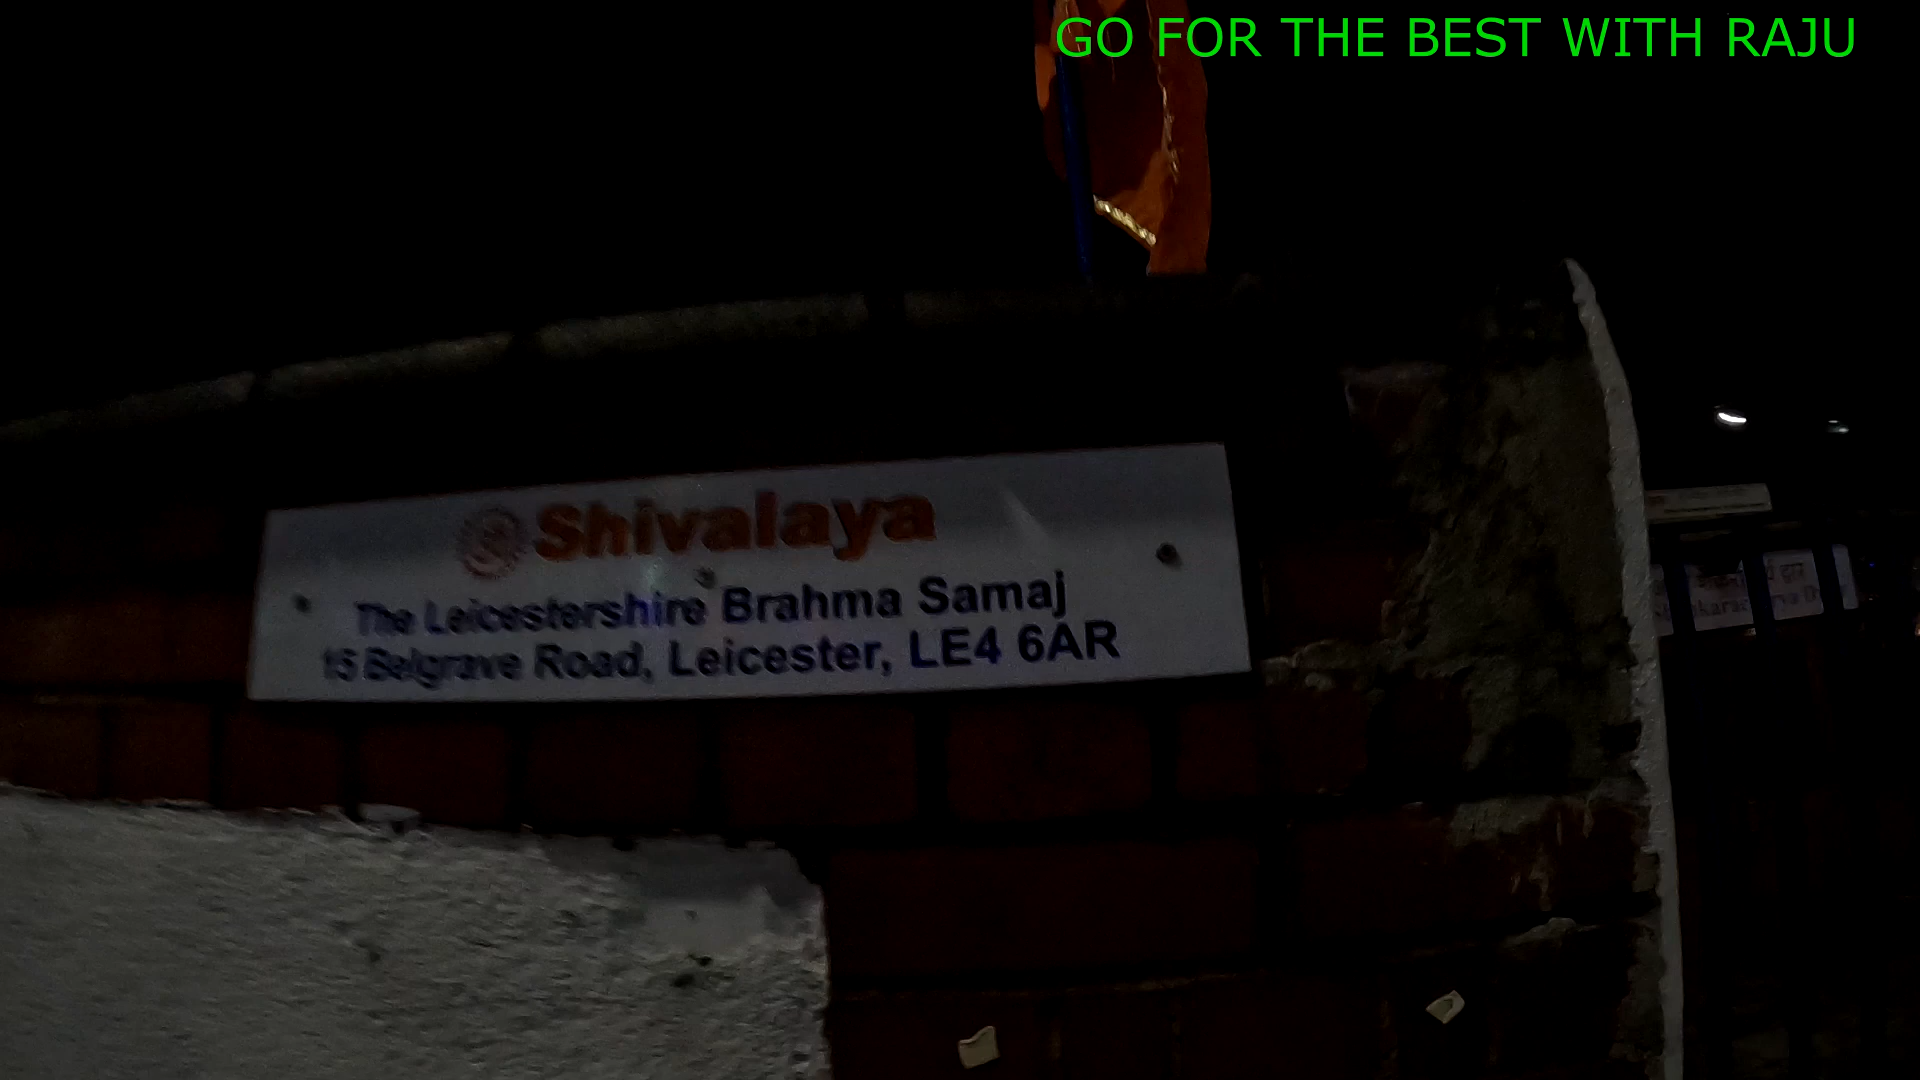 GO FOR THE BEST WITH RAJU
Shivalaya
The Leicestershire Brahma Samaj
15 Belgrave Road, Leicester, LE4 6AR